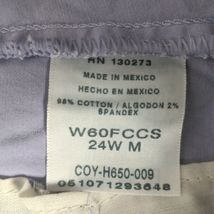 RN 130273
MADE IN MEXICO
HECHO EN MEXICO
98% COTTON / ALGODON 2%
SPANDEX
W60FCCS
24W M
COY-H650-009
051071293648